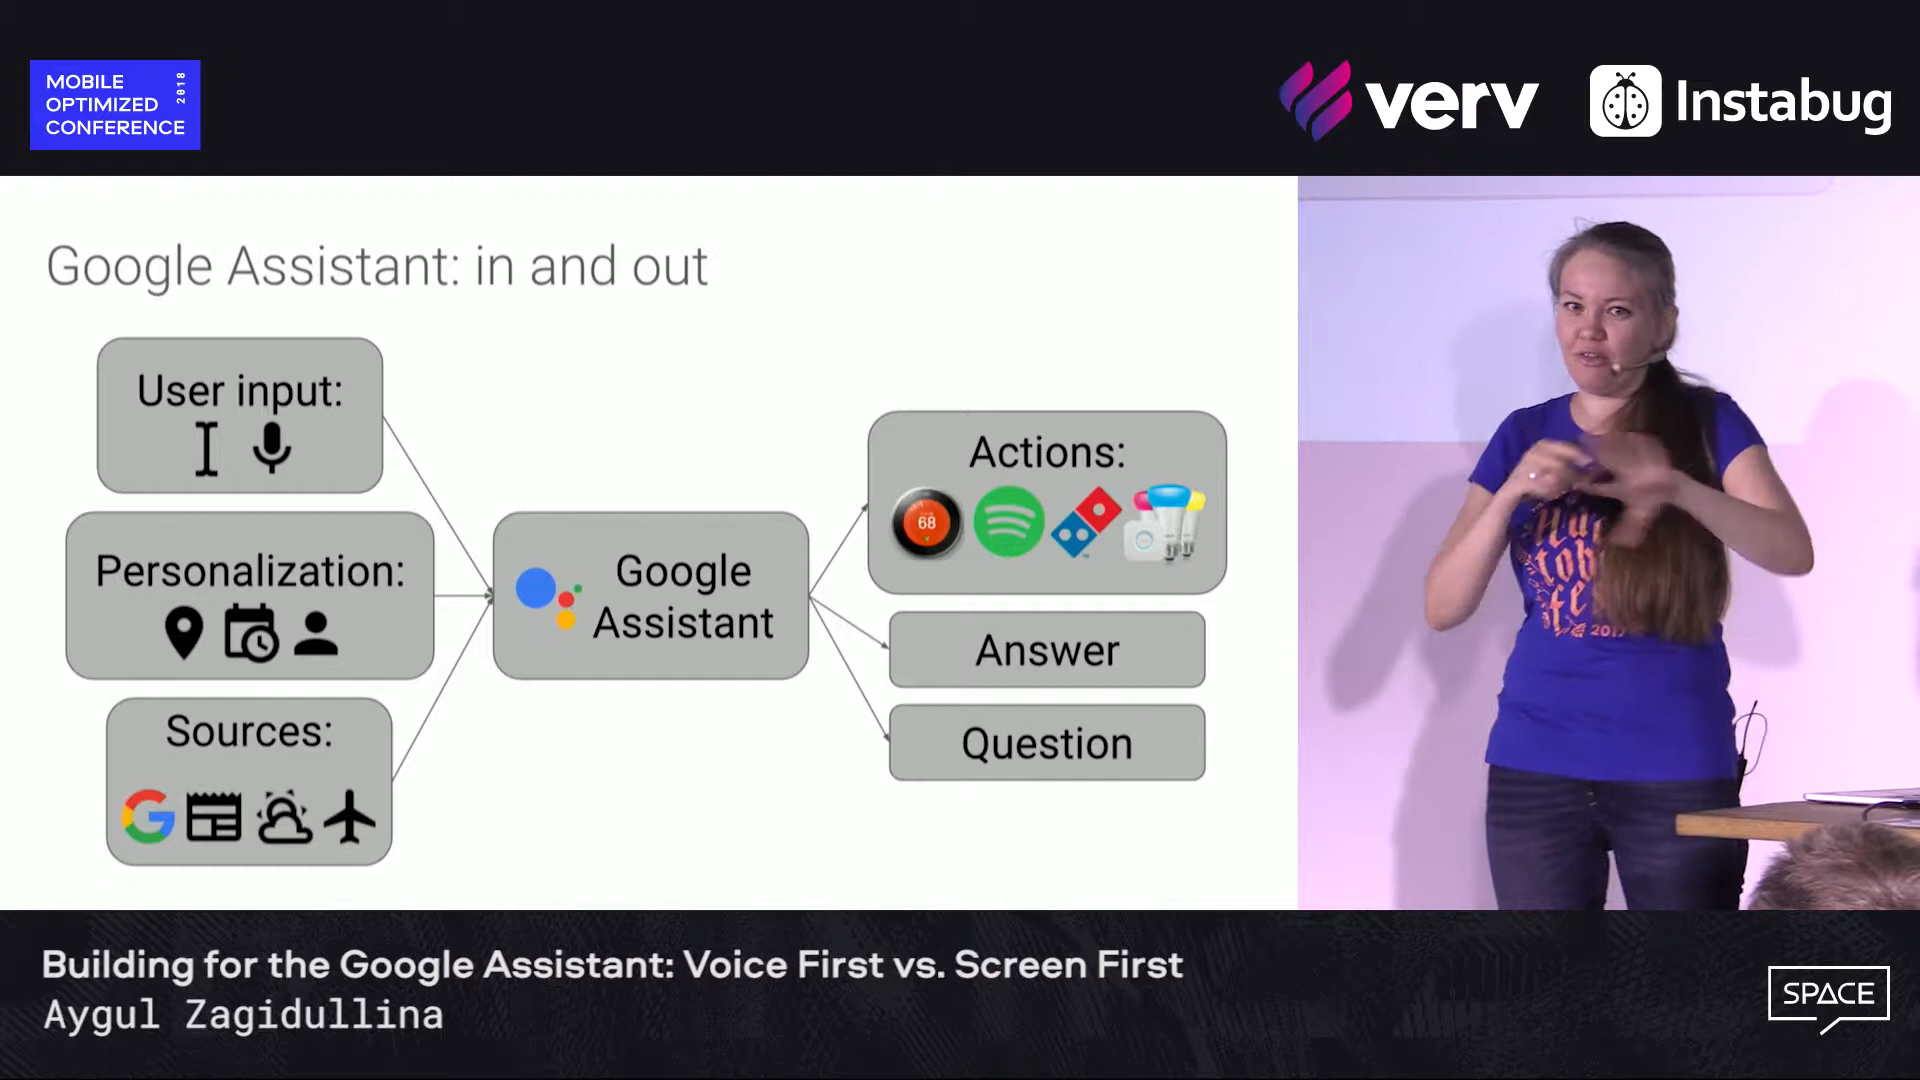 MOBILE
OPTIMIZED
CONFERENCE
2018
verv
Instabug
Google Assistant: in and out
User input:
Personalization:
Sources:
Google
Assistant
Actions:
68
Answer
Question
2017
Building for the Google Assistant: Voice First vs. Screen First
Aygul Zagidullina
SPACE